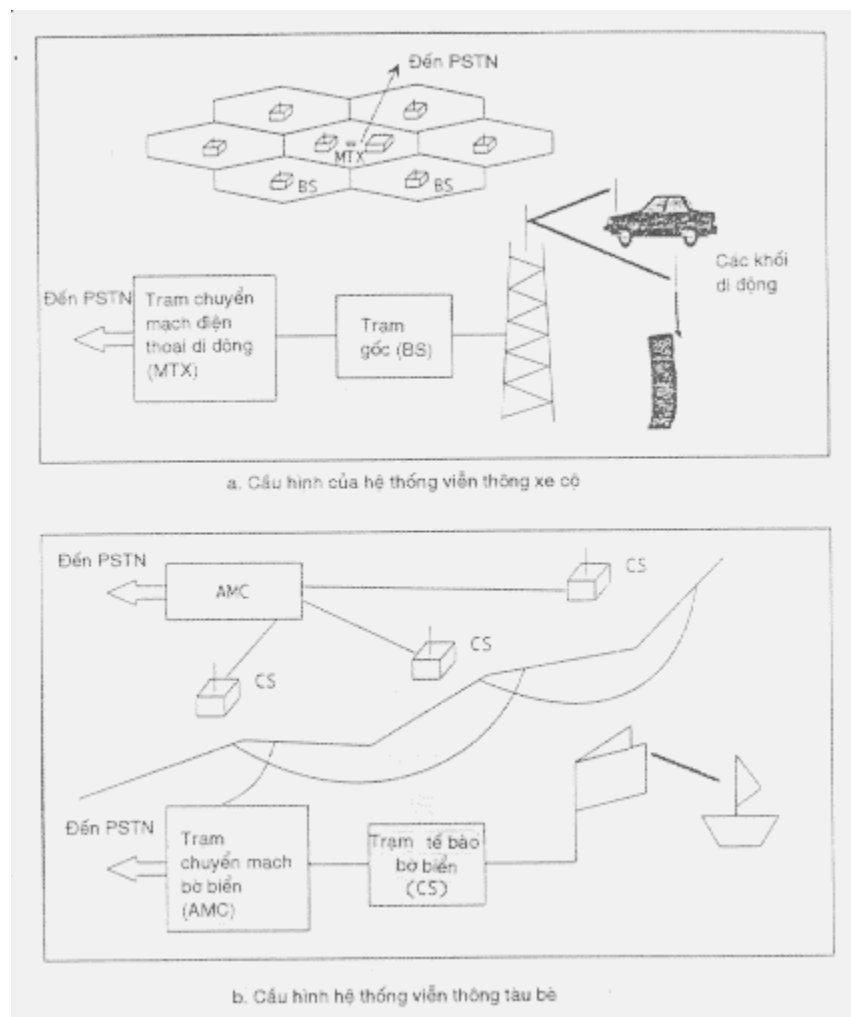 Đến PSTN
MTX
BS
BS
Các khối
di động
Đến PSTN
Trạm chuyển
mạch điện
thoại di động
(MTX)
Trạm
gốc (BS)
a. Cấu hình của hệ thống viễn thông xe cộ
Đến PSTN
AMC
CS
CS
CS
Đến PSTN
Trạm
chuyển mạch
bờ biển
(AMC)
Trạm tế bào
bờ biển
(CS)
b. Cấu hình hệ thống viễn thông tàu bè